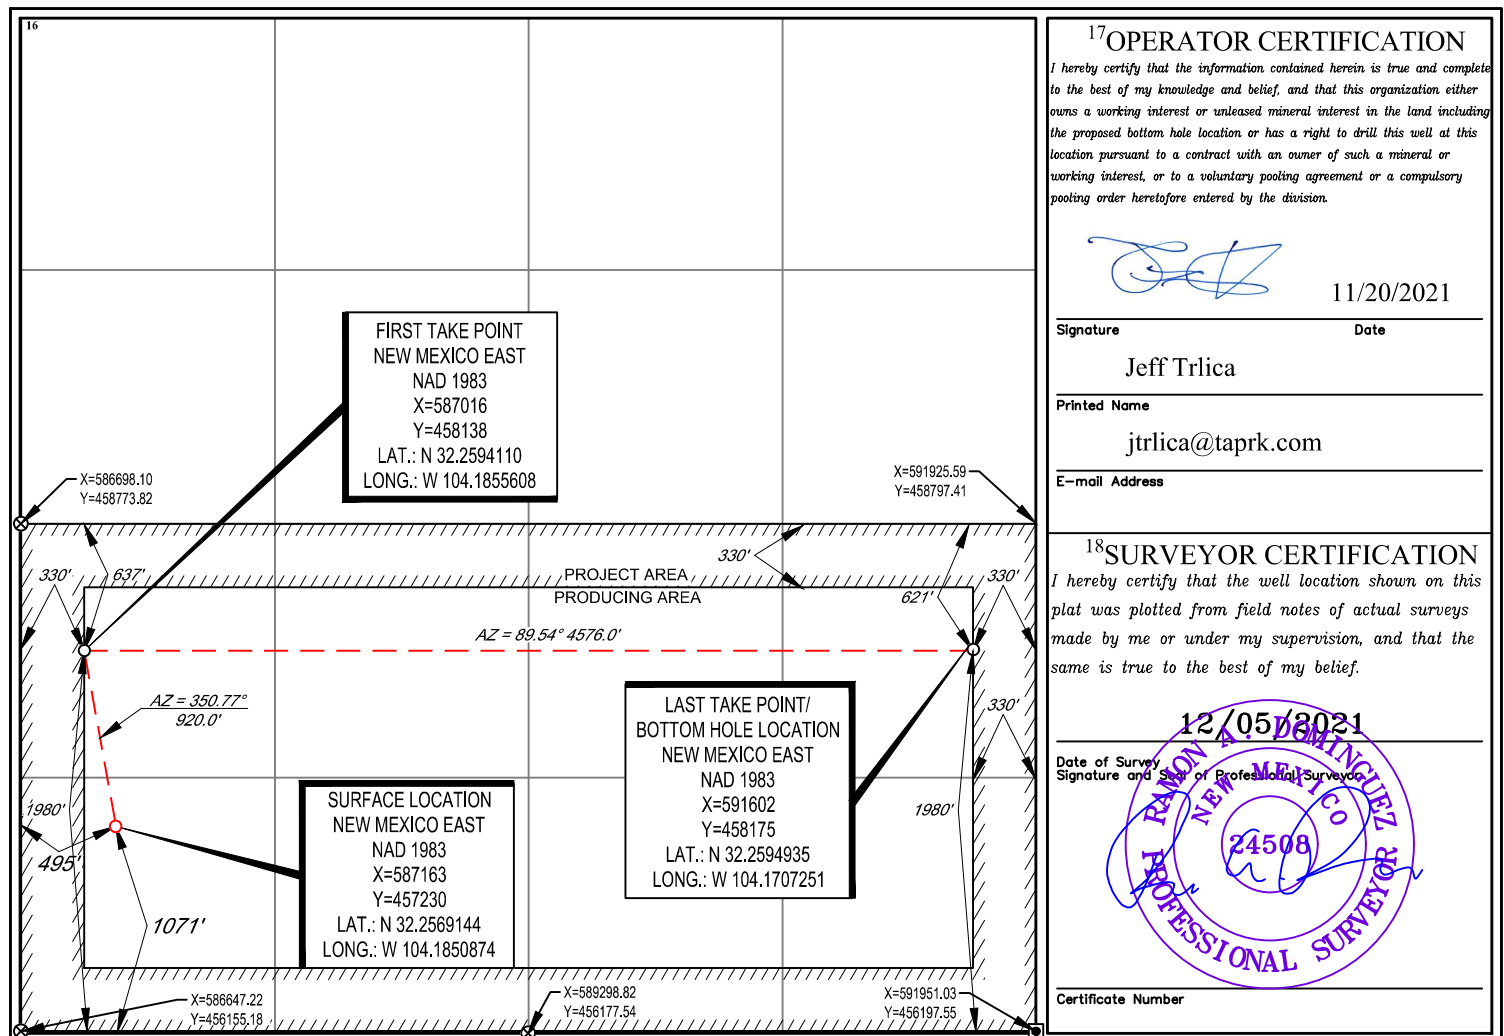 16
FIRST TAKE POINT
NEW MEXICO EAST
NAD 1983
X=587016
Y=458138
LAT.: N 32.2594110
LONG.: W 104.1855608
X=586698.10
Y=458773.82
X=591925.59
Y=458797.41
330'
637'
330'
PROJECT AREA
PRODUCING AREA
621'
330'
AZ = 89.54° 4576.0'
AZ = 350.77°
920.0'
LAST TAKE POINT/
BOTTOM HOLE LOCATION
NEW MEXICO EAST
NAD 1983
X=591602
Y=458175
LAT.: N 32.2594935
LONG.: W 104.1707251
330'
1980'
1980'
495'
1071'
SURFACE LOCATION
NEW MEXICO EAST
NAD 1983
X=587163
Y=457230
LAT.: N 32.2569144
LONG.: W 104.1850874
X=586647.22
Y=456155.18
X=589298.82
Y=456177.54
X=591951.03
Y=456197.55
17OPERATOR CERTIFICATION
I hereby certify that the information contained herein is true and complete
to the best of my knowledge and belief, and that this organization either
owns a working interest or unleased mineral interest in the land including
the proposed bottom hole location or has a right to drill this well at this
location pursuant to a contract with an owner of such a mineral or
working interest, or to a voluntary pooling agreement or a compulsory
pooling order heretofore entered by the division.
11/20/2021
Signature Date
Jeff Trlica
Printed Name
jtrlica@taprk.com
E-mail Address
18SURVEYOR CERTIFICATION
I hereby certify that the well location shown on this
plat was plotted from field notes of actual surveys
made by me or under my supervision, and that the
same is true to the best of my belief.
12/05/2021
Date of Survey
Signature and Seal of Professional Surveyor
RAMON A. DOMINGUEZ
NEW MEXICO
24508
PROFESSIONAL SURVEYOR
Certificate Number